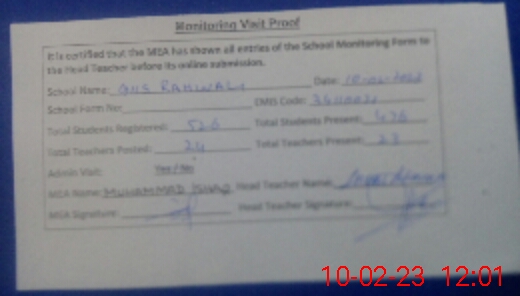 Monitoring Visit Proof
It is certified that the MEA has shown all entries of the School Monitoring Form to
the Head Teacher before its online submission.
School Name: GHS Date:
School Form No: EMIS Code:
Total Students Registered: 526 Total Students Present: 476
Total Teachers Posted: 24 Total Teachers Present: 23
Admin Visit: Yes / No
MEA Name: MUHAMMAD Head Teacher Name:
MEA Signature: Head Teacher Signature:
10-02-23 12:01